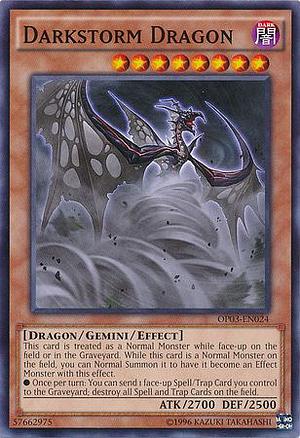 DARKSTORM DRAGON
DARK
闇
OP03-EN024
[DRAGON/GEMINI/EFFECT]
This card is treated as a Normal Monster while face-up on the
field or in the Graveyard. While this card is a Normal Monster on
the field, you can Normal Summon it to have it become an Effect
Monster with this effect.
● Once per turn: You can send 1 face-up Spell/Trap Card you control
to the Graveyard; destroy all Spell and Trap Cards on the field.
ATK/2700 DEF/2500
57662975 ©1996 KAZUKI TAKAHASHI